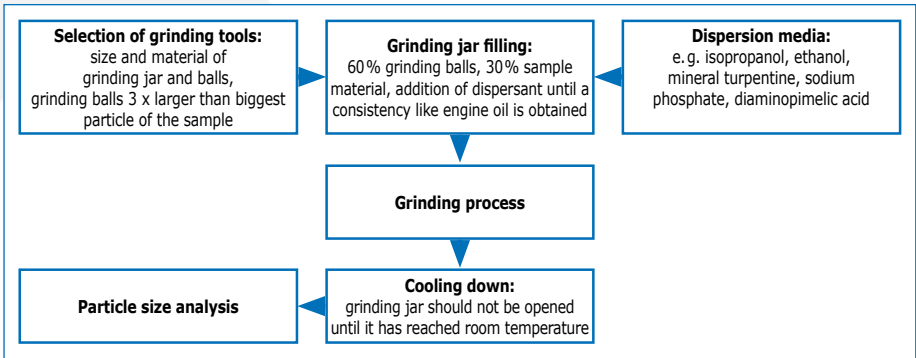 Selection of grinding tools:
size and material of
grinding jar and balls,
grinding balls 3 x larger than biggest
particle of the sample
Grinding jar filling:
60 % grinding balls, 30 % sample
material, addition of dispersant until a
consistency like engine oil is obtained
Dispersion media:
e. g. isopropanol, ethanol,
mineral turpentine, sodium
phosphate, diaminopimelic acid
Grinding process
Cooling down:
grinding jar should not be opened
until it has reached room temperature
Particle size analysis